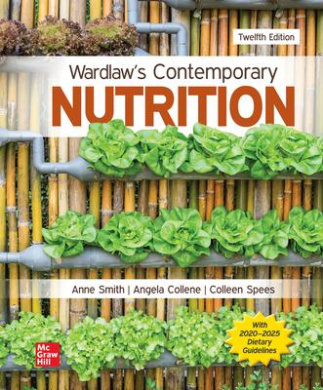 Twelfth Edition
Wardlaw's Contemporary
NUTRITION
Anne Smith | Angela Collene | Colleen Spees
With
2020–2025
Dietary
Guidelines
Mc
Graw
Hill